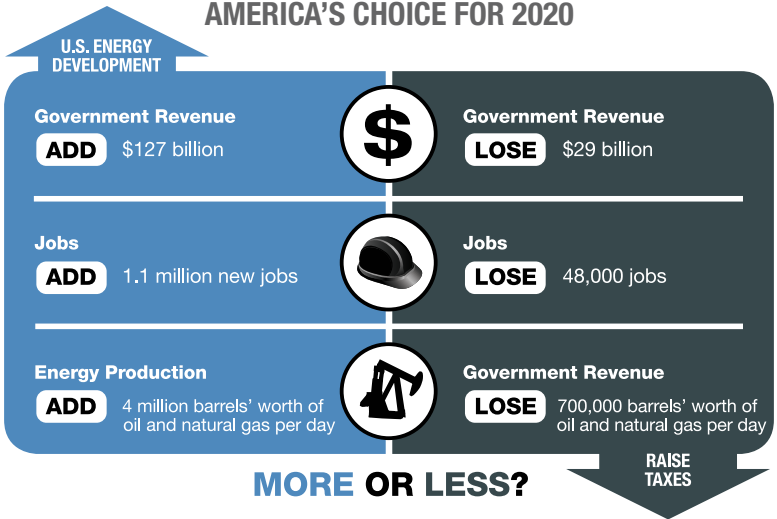 AMERICA'S CHOICE FOR 2020
U.S. ENERGY
DEVELOPMENT
Government Revenue
ADD $127 billion
$
Government Revenue
LOSE $29 billion
Jobs
ADD 1.1 million new jobs
Jobs
LOSE 48,000 jobs
Energy Production
ADD 4 million barrels' worth of
oil and natural gas per day
Government Revenue
LOSE 700,000 barrels' worth of
oil and natural gas per day
MORE OR LESS?
RAISE
TAXES